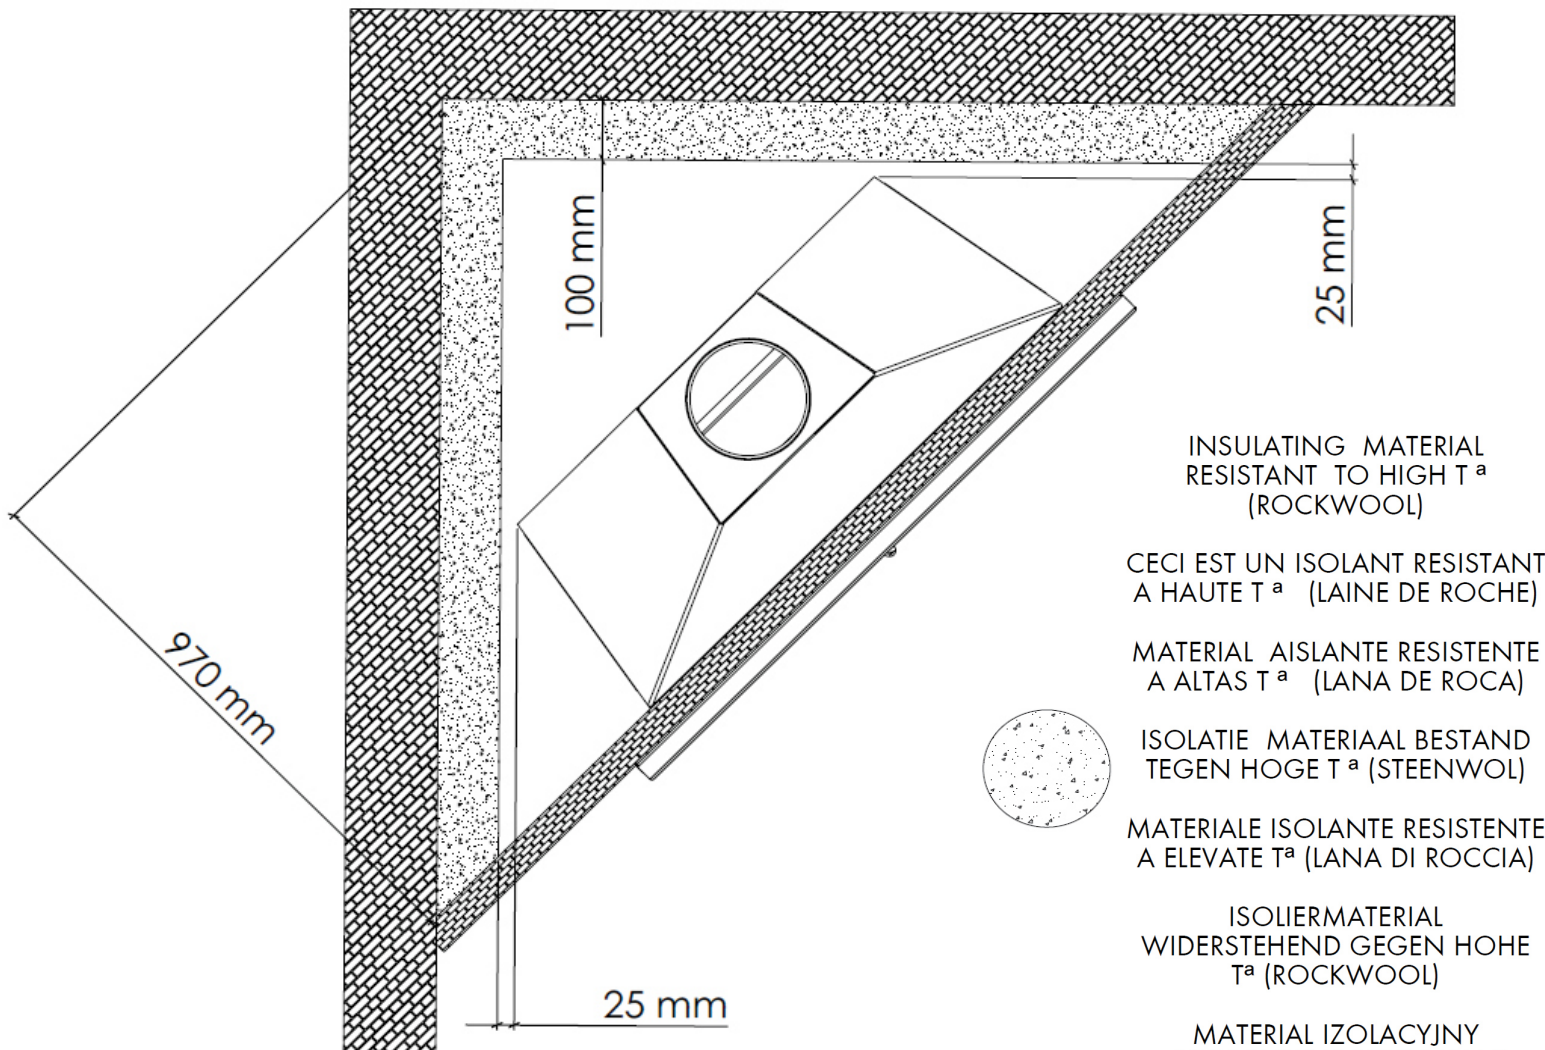 100 mm
25 mm
970 mm
25 mm
INSULATING MATERIAL
RESISTANT TO HIGH T ª
(ROCKWOOL)
CECI EST UN ISOLANT RESISTANT
A HAUTE T ª (LAINE DE ROCHE)
MATERIAL AISLANTE RESISTENTE
A ALTAS T ª (LANA DE ROCA)
ISOLATIE MATERIAAL BESTAND
TEGEN HOGE T ª (STEENWOL)
MATERIALE ISOLANTE RESISTENTE
A ELEVATE Tª (LANA DI ROCCIA)
ISOLIERMATERIAL
WIDERSTEHEND GEGEN HOHE
Tª (ROCKWOOL)
MATERIAL IZOLACYJNY